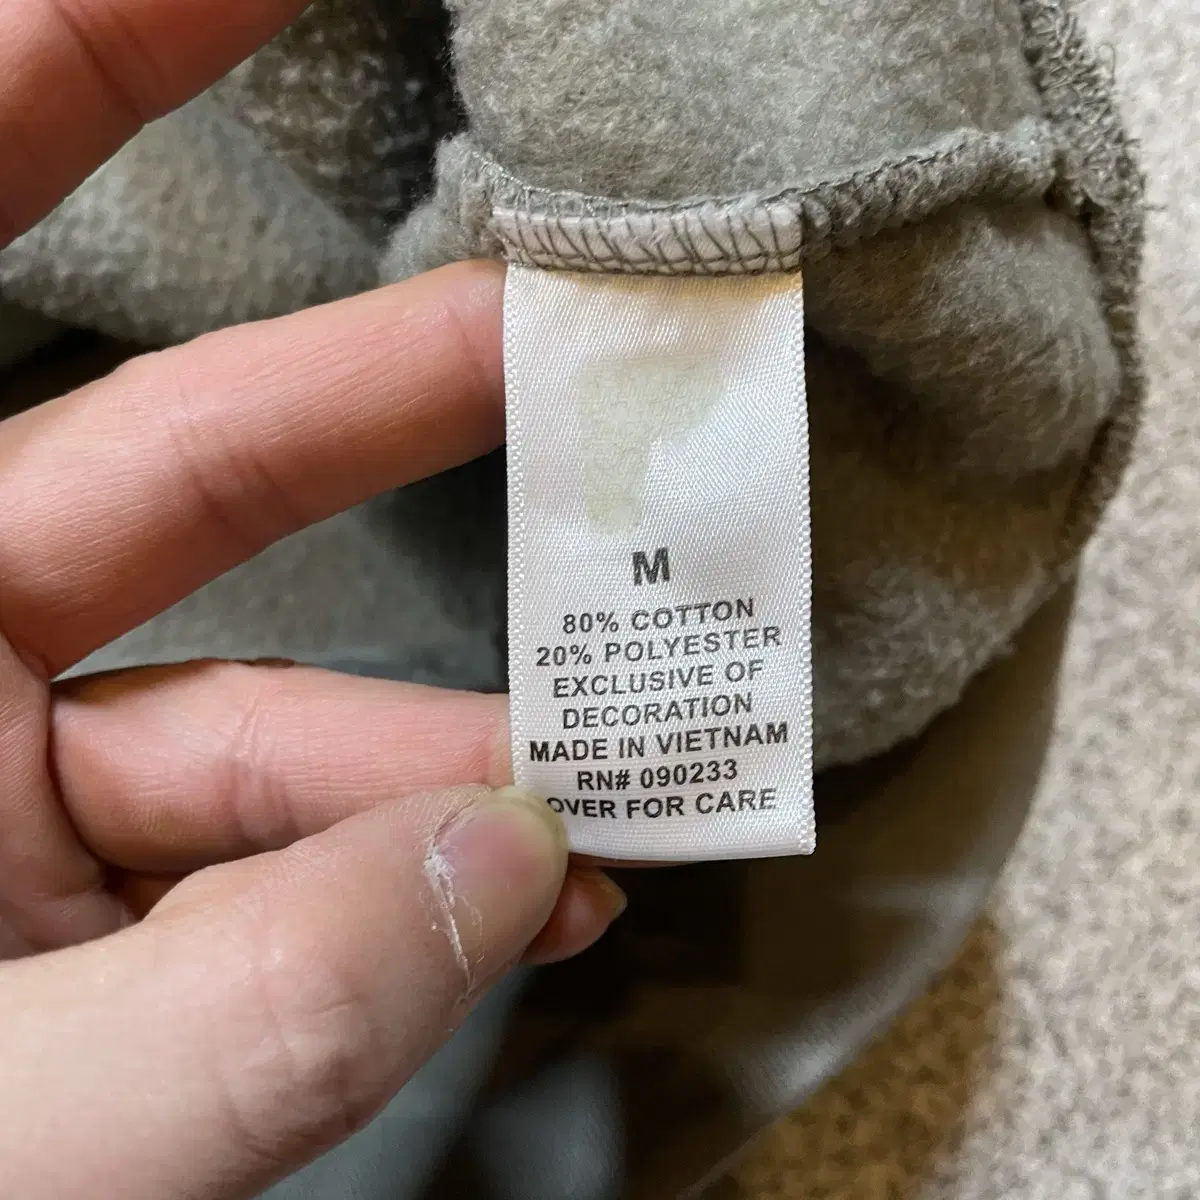 M
80% COTTON
20% POLYESTER
EXCLUSIVE OF
DECORATION
MADE IN VIETNAM
RN# 090233
OVER FOR CARE